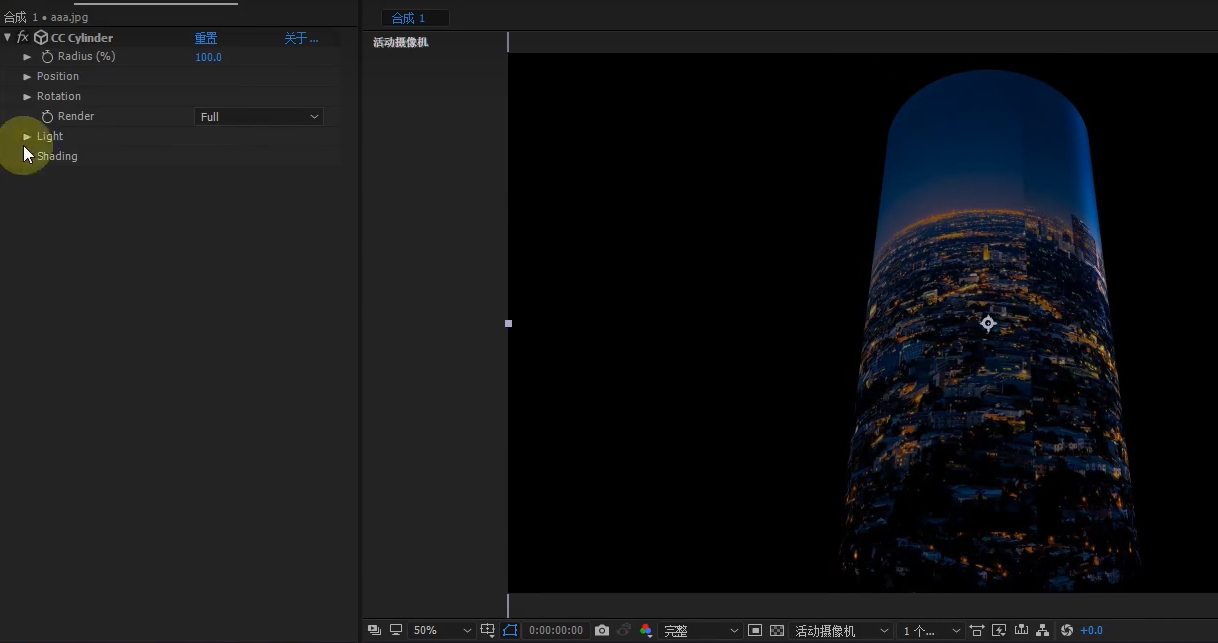 合成 1 • aaa.jpg
fx CC Cylinder 重置 关于...
Radius (%) 100.0
Position
Rotation
Render Full
Light
Shading
合成 1
活动摄像机
50% 0:00:00:00 完整 活动摄像机 1 个... +0.0